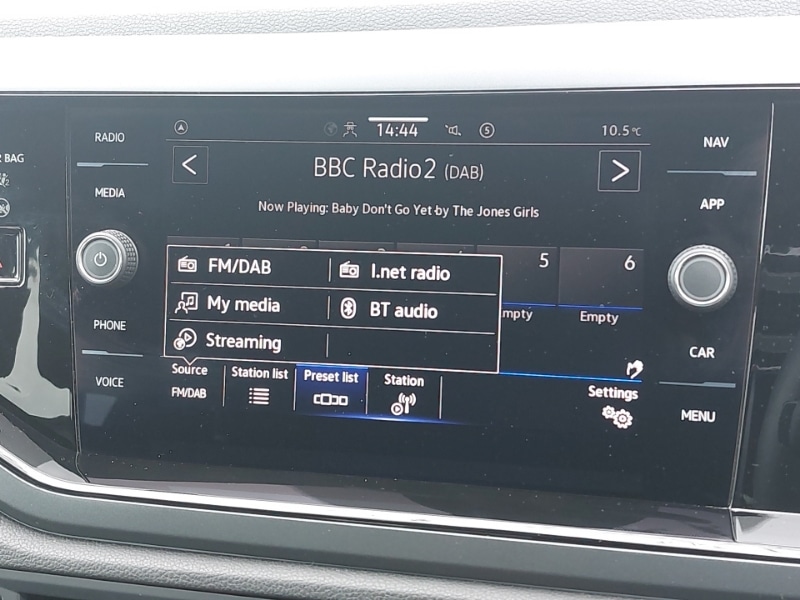 RADIO
MEDIA
PHONE
VOICE
BAG
14:44
5
10.5°C
BBC Radio2 (DAB)
Now Playing: Baby Don't Go Yet by The Jones Girls
5
6
Empty
FM/DAB
I.net radio
My media
BT audio
Streaming
Source
FM/DAB
Station list
Preset list
Station
Settings
NAV
APP
CAR
MENU